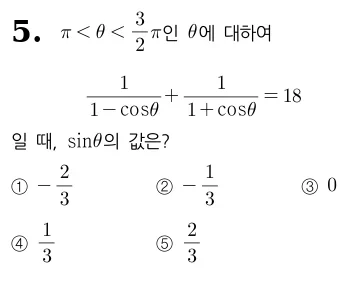 5. π < θ < 3/2 π인 θ에 대하여
1/(1−cosθ) + 1/(1+cosθ) = 18
일 때, sinθ의 값은?
① −2/3 ② −1/3 ③ 0
④ 1/3 ⑤ 2/3